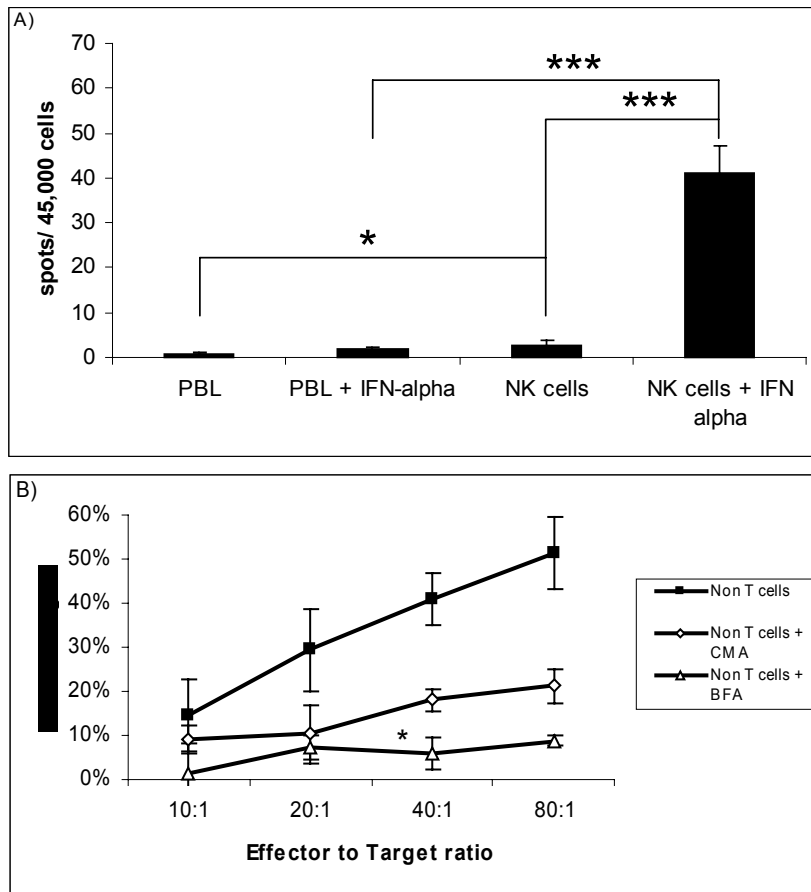 A)
70
60
50
40
30
20
10
0
spots/ 45,000 cells
***
***
*
PBL
PBL + IFN-alpha
NK cells
NK cells + IFN
alpha
B)
60%
50%
40%
30%
20%
10%
0%
*
10:1
20:1
40:1
80:1
Effector to Target ratio
Non T cells
Non T cells +
CMA
Non T cells +
BFA